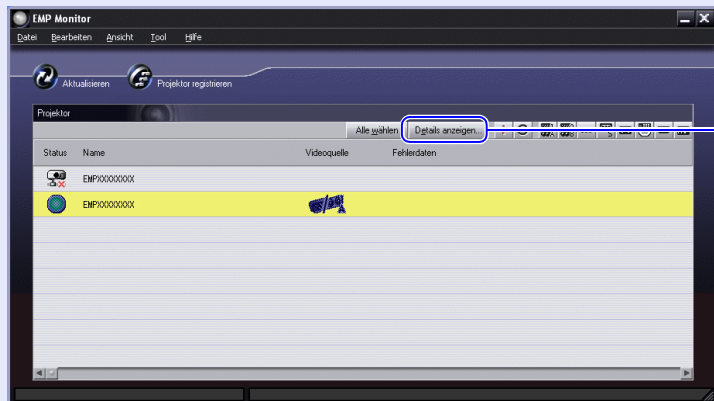 EMP Monitor
Datei Bearbeiten Ansicht Tool Hilfe
Aktualisieren Projektor registrieren
Projektor
Alle wählen Details anzeigen...
Status Name Videoquelle Fehlerdaten
EMPXXXXXXXX
EMPXXXXXXXX